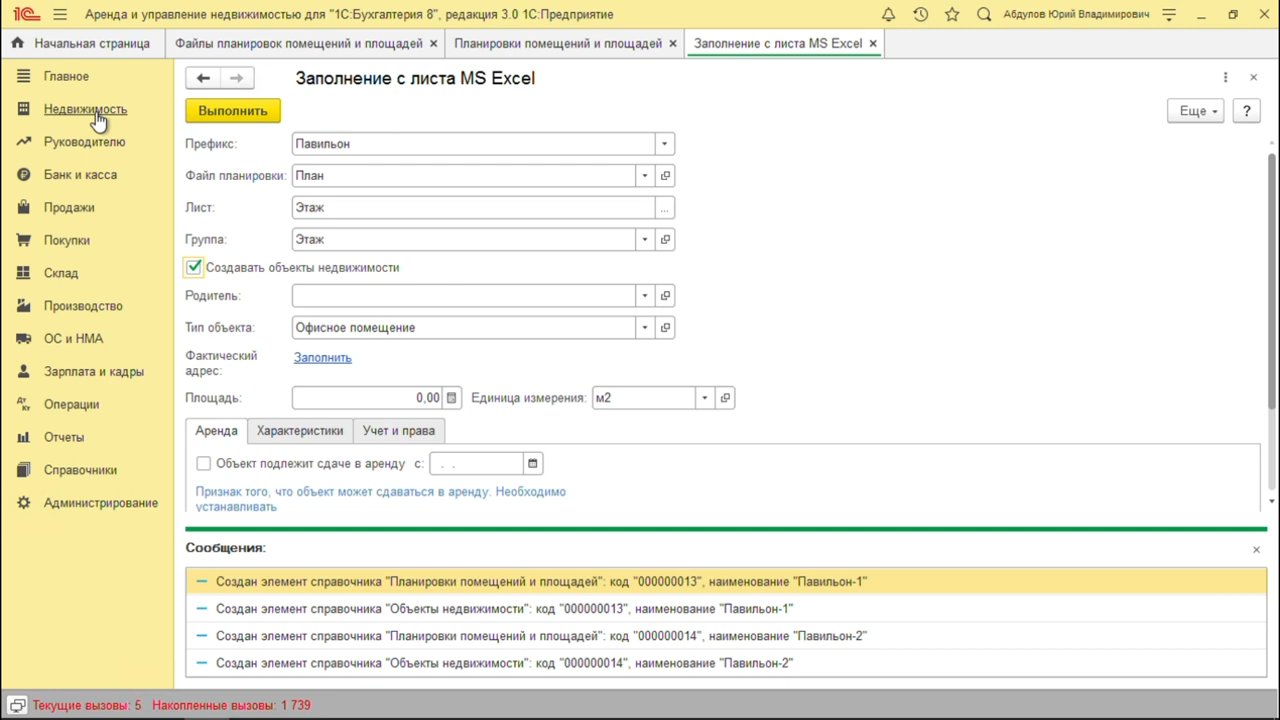 Аренда и управление недвижимостью для "1С:Бухгалтерия 8", редакция 3.0 1С:Предприятие
Абдулов Юрий Владимирович
Начальная страница
Файлы планировок помещений и площадей ×
Планировки помещений и площадей ×
Заполнение с листа MS Excel ×
Главное
Недвижимость
Руководителю
Банк и касса
Продажи
Покупки
Склад
Производство
ОС и НМА
Зарплата и кадры
Операции
Отчеты
Справочники
Администрирование
Заполнение с листа MS Excel
Выполнить
Еще
?
Префикс: Павильон
Файл планировки: План
Лист: Этаж
Группа: Этаж
Создавать объекты недвижимости
Родитель:
Тип объекта: Офисное помещение
Фактический
адрес: Заполнить
Площадь: 0,00 Единица измерения: м2
Аренда Характеристики Учет и права
Объект подлежит сдаче в аренду с: . .
Признак того, что объект может сдаваться в аренду. Необходимо
устанавливать
Сообщения:
Создан элемент справочника "Планировки помещений и площадей": код "000000013", наименование "Павильон-1"
Создан элемент справочника "Объекты недвижимости": код "000000013", наименование "Павильон-1"
Создан элемент справочника "Планировки помещений и площадей": код "000000014", наименование "Павильон-2"
Создан элемент справочника "Объекты недвижимости": код "000000014", наименование "Павильон-2"
Текущие вызовы: 5 Накопленные вызовы: 1 739